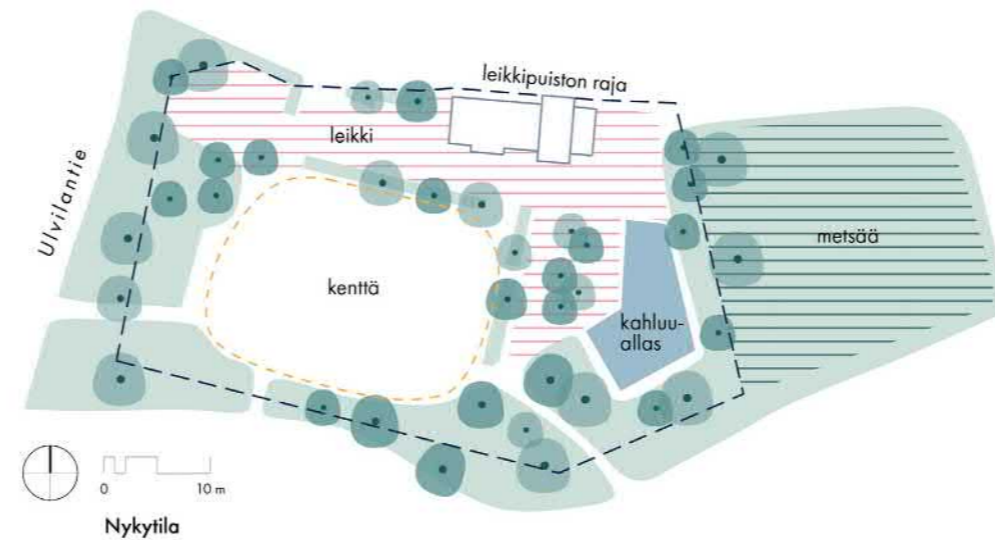 leikkipuiston raja
leikki
Ulvilantie
metsää
kenttä
kahluu-
allas
0 10 m
Nykytila